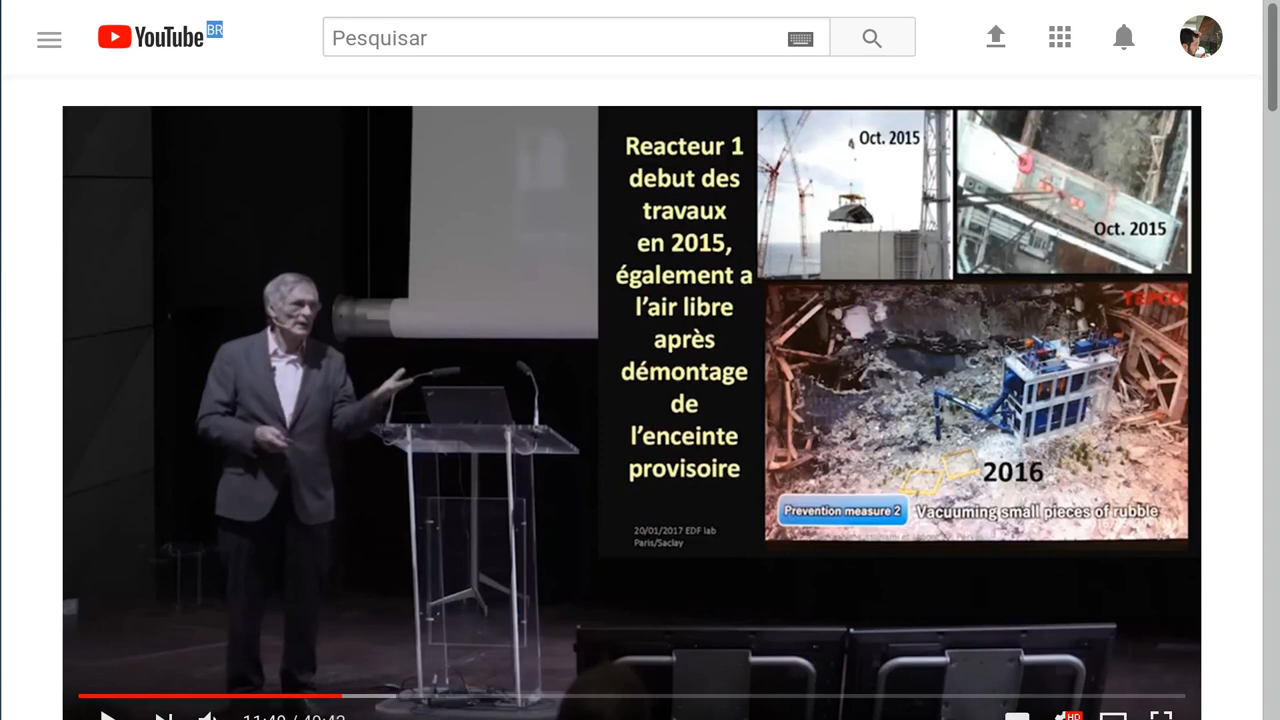 YouTube BR
Pesquisar
Reacteur 1
debut des
travaux
en 2015,
également a
l'air libre
après
démontage
de
l'enceinte
provisoire
20/01/2017 EDF lab
Paris/Saclay
Oct. 2015
Oct. 2015
TEPCO
2016
Prevention measure 2
Vacuuming small pieces of rubble
HD